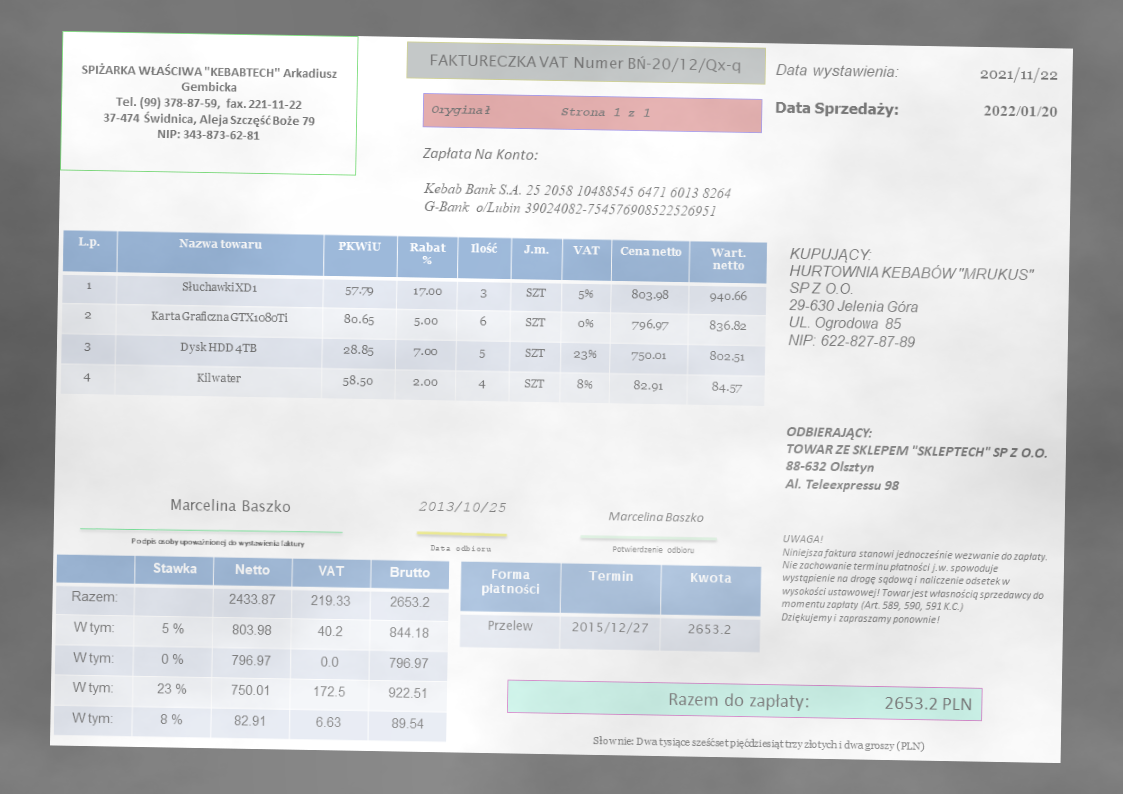 SPIŻARKA WŁAŚCIWA "KEBABTECH" Arkadiusz
Gembicka
Tel. (99) 378-87-59, fax. 221-11-22
37-474 Świdnica, Aleja Szczęść Boże 79
NIP: 343-873-62-81
FAKTURECZKA VAT Numer BŃ-20/12/Qx-q
Oryginał Strona 1 z 1
Data wystawienia: 2021/11/22
Data Sprzedaży: 2022/01/20
Zapłata Na Konto:
Kebab Bank S.A. 25 2058 10488545 6471 6013 8264
G-Bank o/Lubin 39024082-754576908522526951
L.p. Nazwa towaru PKWiU Rabat % Ilość J.m. VAT Cena netto Wart. netto
1 Słuchawki XD1 57.79 17.00 3 SZT 5% 803.98 940.66
2 Karta Graficzna GTX1080Ti 80.65 5.00 6 SZT 0% 796.97 836.82
3 Dysk HDD 4TB 28.85 7.00 5 SZT 23% 750.01 802.51
4 Kilwater 58.50 2.00 4 SZT 8% 82.91 84.57
KUPUJĄCY:
HURTOWNIA KEBABÓW "MRUKUS"
SP Z O.O.
29-630 Jelenia Góra
UL. Ogrodowa 85
NIP: 622-827-87-89
ODBIERAJĄCY:
TOWAR ZE SKLEPEM "SKLEPTECH" SP Z O.O.
88-632 Olsztyn
Al. Teleexpressu 98
Marcelina Baszko 2013/10/25 Marcelina Baszko
Podpis osoby upoważnionej do wystawienia faktury Data odbioru Potwierdzenie odbioru
UWAGA!
Niniejsza faktura stanowi jednocześnie wezwanie do zapłaty.
Nie zachowanie terminu płatności j.w. spowoduje
wystąpienie na drogę sądową i naliczenie odsetek w
wysokości ustawowej! Towar jest własnością sprzedawcy do
momentu zapłaty (Art. 589, 590, 591 K.C.)
Dziękujemy i zapraszamy ponownie!
Stawka Netto VAT Brutto
Razem: 2433.87 219.33 2653.2
W tym: 5 % 803.98 40.2 844.18
W tym: 0 % 796.97 0.0 796.97
W tym: 23 % 750.01 172.5 922.51
W tym: 8 % 82.91 6.63 89.54
Forma płatności Termin Kwota
Przelew 2015/12/27 2653.2
Razem do zapłaty: 2653.2 PLN
Słownie: Dwa tysiące sześćset pięćdziesiąt trzy złotych i dwa groszy (PLN)